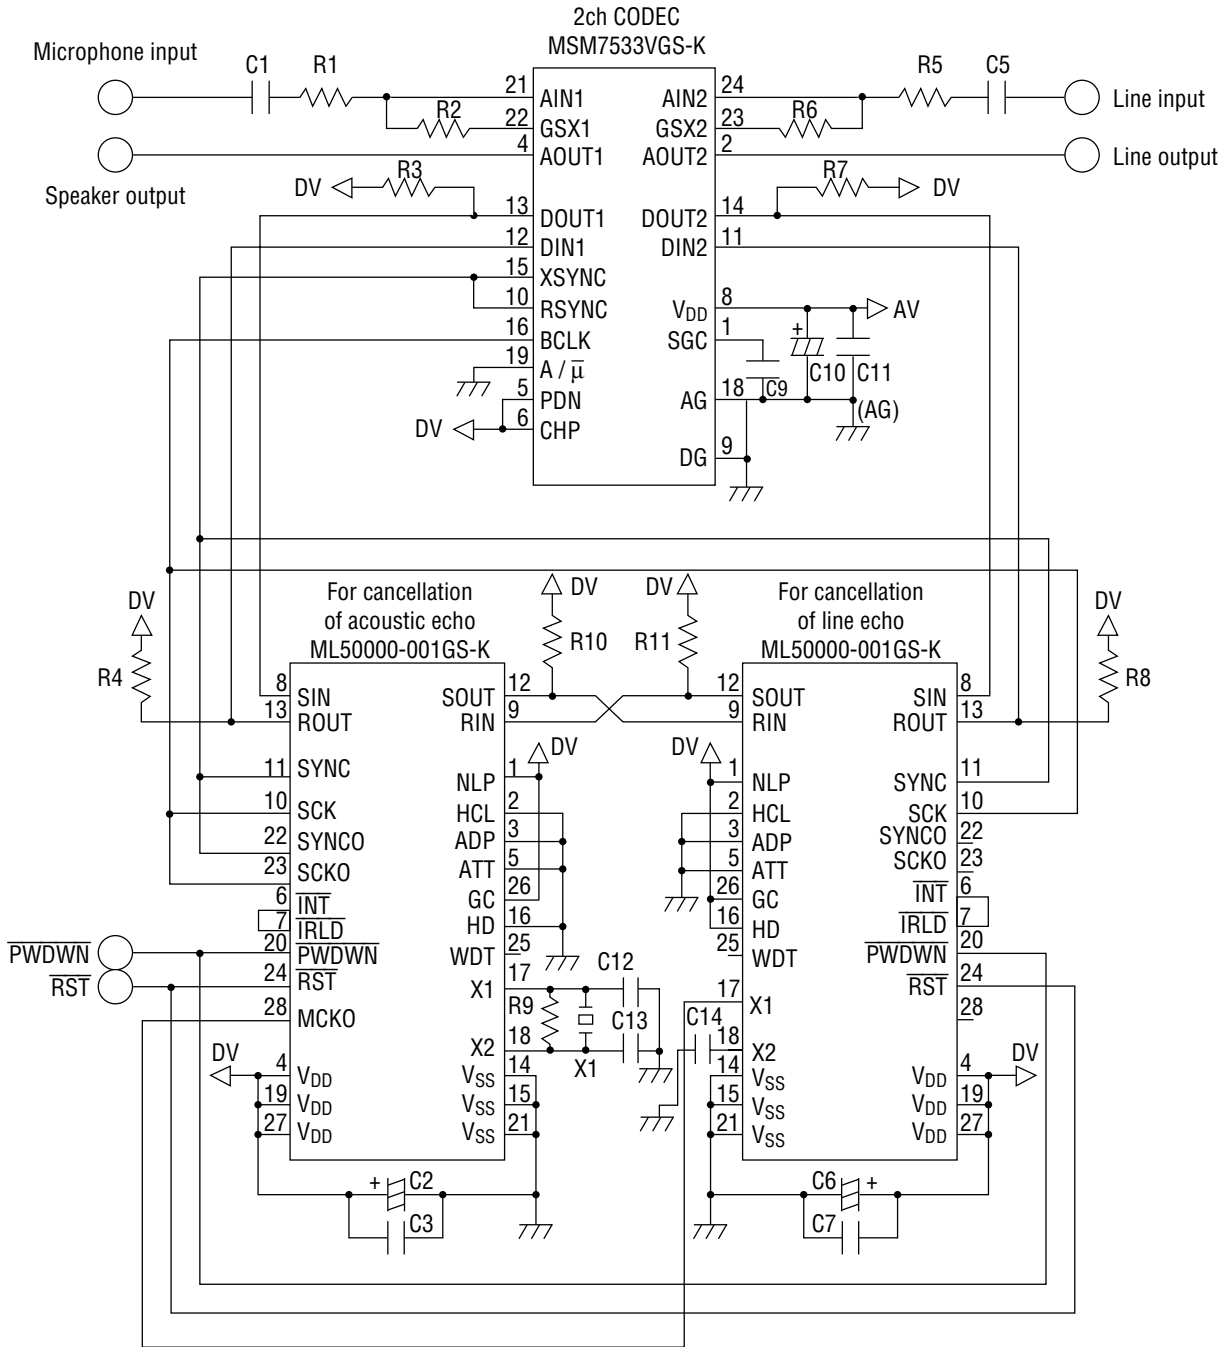 2ch CODEC
MSM7533VGS-K
Microphone input
C1
R1
R2
21
22
4
AIN1
GSX1
AOUT1
AIN2
GSX2
AOUT2
24
23
2
R5
C5
R6
Line input
Line output
Speaker output
DV
R3
R7
DV
13
DOUT1
DOUT2
14
12
DIN1
DIN2
11
15
XSYNC
10
RSYNC
VDD
8
AV
16
BCLK
SGC
1
+
C10
C11
C9
19
A / μ̅
5
PDN
AG
18
(AG)
DV
6
CHP
DG
9
For cancellation
of acoustic echo
ML50000-001GS-K
DV
R10
DV
R11
For cancellation
of line echo
ML50000-001GS-K
DV
R4
DV
R8
8
SIN
SOUT
12
13
ROUT
RIN
9
11
SYNC
NLP
1
DV
10
SCK
HCL
2
22
SYNCO
ADP
3
23
SCKO
ATT
5
6
I̅N̅T̅
GC
26
7
I̅R̅L̅D̅
HD
16
P̅W̅D̅W̅N̅
20
P̅W̅D̅W̅N̅
WDT
25
R̅S̅T̅
24
R̅S̅T̅
X1
17
28
MCKO
X2
18
R9
X1
C12
C13
DV
4
VDD
VSS
14
19
VDD
VSS
15
27
VDD
VSS
21
+
C2
C3
12
SOUT
SIN
8
9
RIN
ROUT
13
DV
1
NLP
SYNC
11
2
HCL
SCK
10
3
ADP
SYNCO
22
5
ATT
SCKO
23
26
GC
I̅N̅T̅
6
16
HD
I̅R̅L̅D̅
7
25
WDT
P̅W̅D̅W̅N̅
20
R̅S̅T̅
24
17
X1
28
C14
18
X2
14
VSS
VDD
4
DV
15
VSS
VDD
19
21
VSS
VDD
27
C6
+
C7